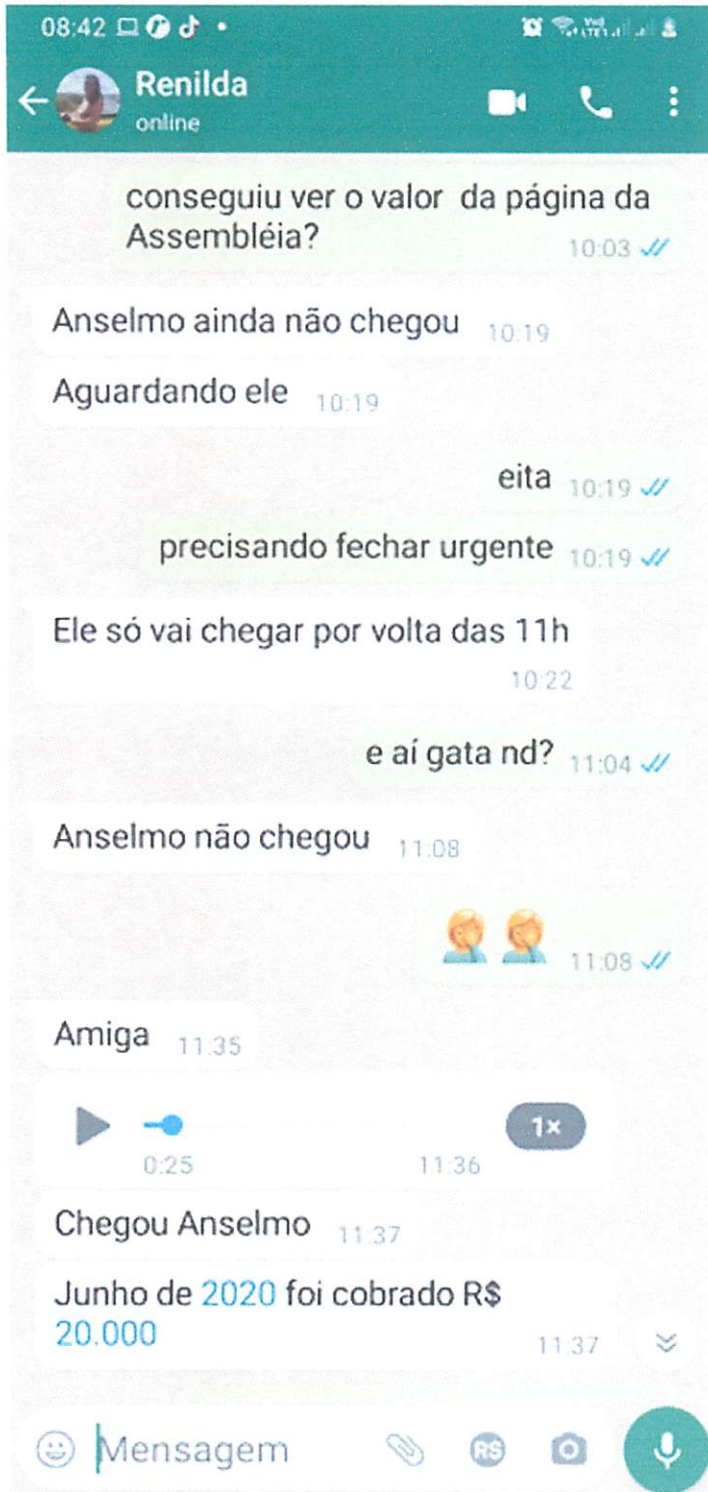 08:42
Renilda
online
conseguiu ver o valor da página da
Assembléia?
10:03
Anselmo ainda não chegou 10:19
Aguardando ele 10:19
eita 10:19
precisando fechar urgente 10:19
Ele só vai chegar por volta das 11h
10:22
e aí gata nd? 11:04
Anselmo não chegou 11:08
11:08
Amiga 11:35
1×
0:25 11:36
Chegou Anselmo 11:37
Junho de 2020 foi cobrado R$
20.000
11:37
Mensagem
R$